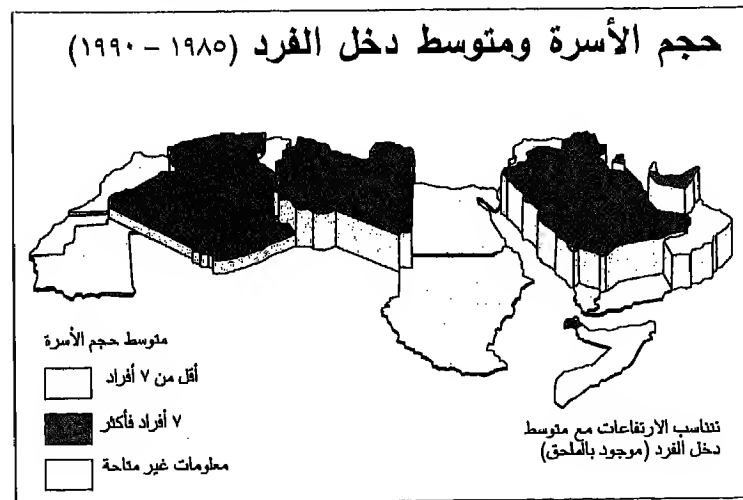 حجم الأسرة ومتوسط دخل الفرد (١٩٨٥ - ١٩٩٠)
متوسط حجم الأسرة
أقل من ٧ أفراد
٧ أفراد فأكثر
معلومات غير متاحة
تتناسب الارتفاعات مع متوسط
دخل الفرد (موجود بالملحق)